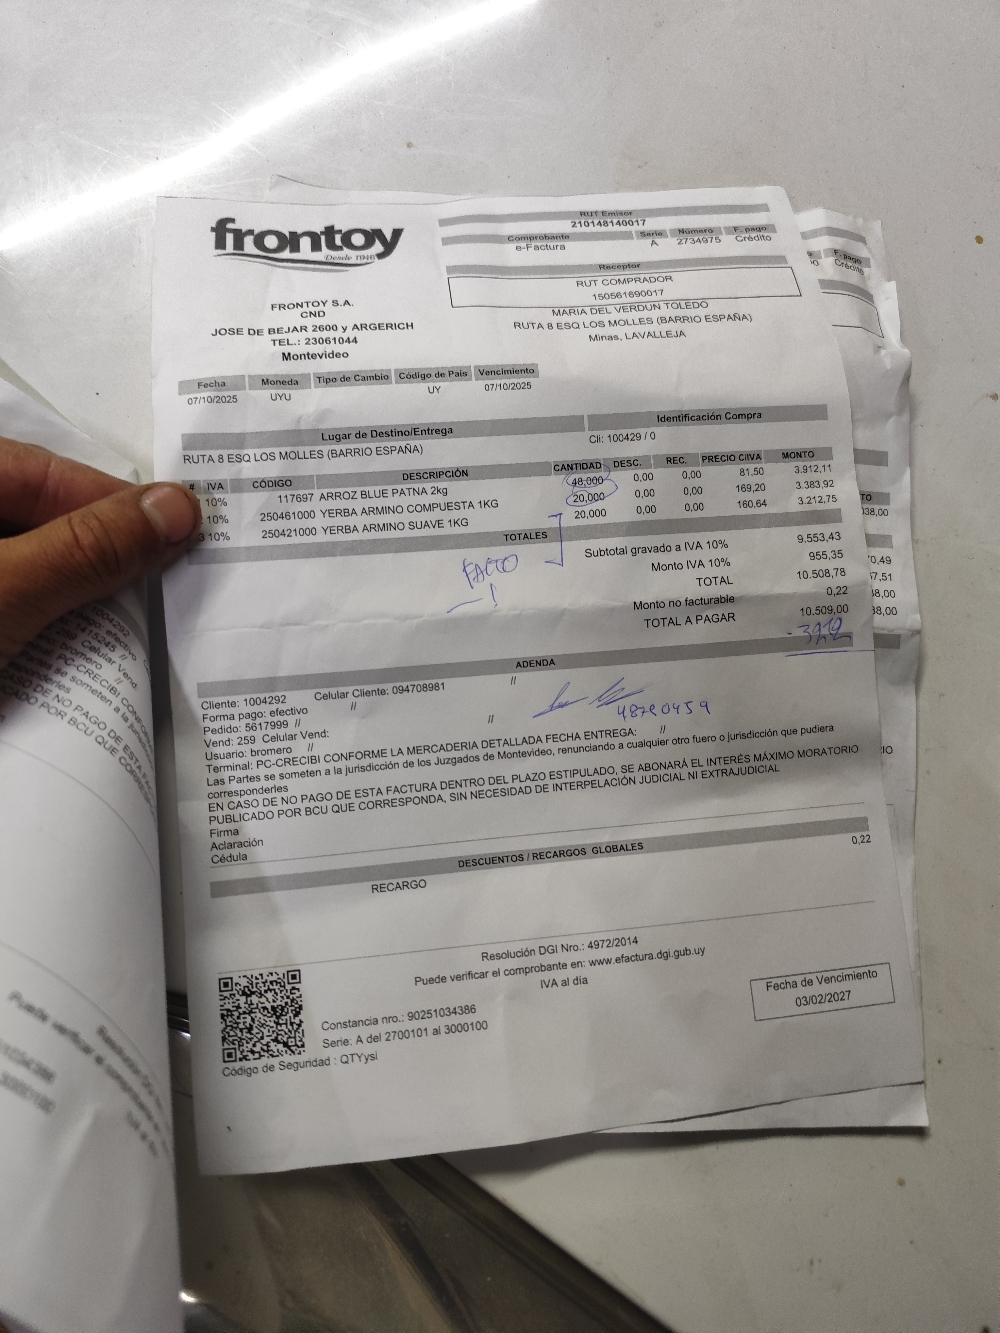 frontoy
Desde 1946
RUT Emisor
210148140017
Comprobante Serie Número F. pago
e-Factura A 2734975 Crédito
Receptor
RUT COMPRADOR
150561690017
MARIA DEL VERDUN TOLEDO
RUTA 8 ESQ LOS MOLLES (BARRIO ESPAÑA)
Minas, LAVALLEJA
FRONTOY S.A.
CND
JOSE DE BEJAR 2600 y ARGERICH
TEL.: 23061044
Montevideo
Fecha Moneda Tipo de Cambio Código de País Vencimiento
07/10/2025 UYU UY 07/10/2025
Lugar de Destino/Entrega Identificación Compra
RUTA 8 ESQ LOS MOLLES (BARRIO ESPAÑA) Cli: 100429 / 0
# IVA CÓDIGO DESCRIPCIÓN CANTIDAD DESC. REC. PRECIO C/IVA MONTO
10% 117697 ARROZ BLUE PATNA 2kg 48,000 0,00 0,00 81,50 3.912,11
10% 250461000 YERBA ARMINO COMPUESTA 1KG 20,000 0,00 0,00 169,20 3.383,92
3 10% 250421000 YERBA ARMINO SUAVE 1KG 20,000 0,00 0,00 160,64 3.212,75
TOTALES
Subtotal gravado a IVA 10% 9.553,43
Monto IVA 10% 955,35
TOTAL 10.508,78
Monto no facturable 0,22
TOTAL A PAGAR 10.509,00
- 3912
ADENDA
Cliente: 1004292 Celular Cliente: 094708981 //
Forma pago: efectivo //
Pedido: 5617999 //
Vend: 259 Celular Vend: //
Usuario: bromero //
48780459
Terminal: PC-CRECIBI CONFORME LA MERCADERIA DETALLADA FECHA ENTREGA: //
Las Partes se someten a la jurisdicción de los Juzgados de Montevideo, renunciando a cualquier otro fuero o jurisdicción que pudiera
corresponderles
EN CASO DE NO PAGO DE ESTA FACTURA DENTRO DEL PLAZO ESTIPULADO, SE ABONARÁ EL INTERÉS MÁXIMO MORATORIO
PUBLICADO POR BCU QUE CORRESPONDA, SIN NECESIDAD DE INTERPELACIÓN JUDICIAL NI EXTRAJUDICIAL
Firma
Aclaración
Cédula
DESCUENTOS / RECARGOS GLOBALES
RECARGO 0,22
Resolución DGI Nro.: 4972/2014
Puede verificar el comprobante en: www.efactura.dgi.gub.uy
IVA al día
Fecha de Vencimiento
03/02/2027
Constancia nro.: 90251034386
Serie: A del 2700101 al 3000100
Código de Seguridad : QTYysi